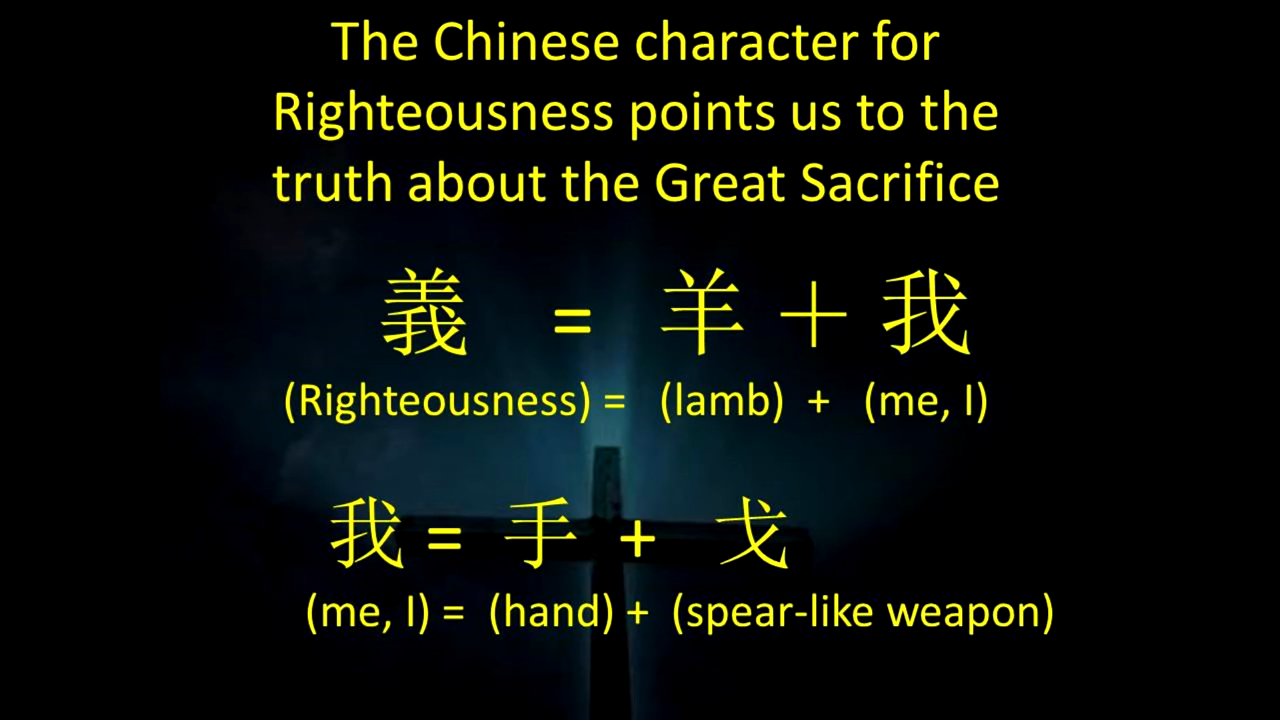 The Chinese character for
Righteousness points us to the
truth about the Great Sacrifice
義 = 羊 + 我
(Righteousness) = (lamb) + (me, I)
我 = 手 + 戈
(me, I) = (hand) + (spear-like weapon)